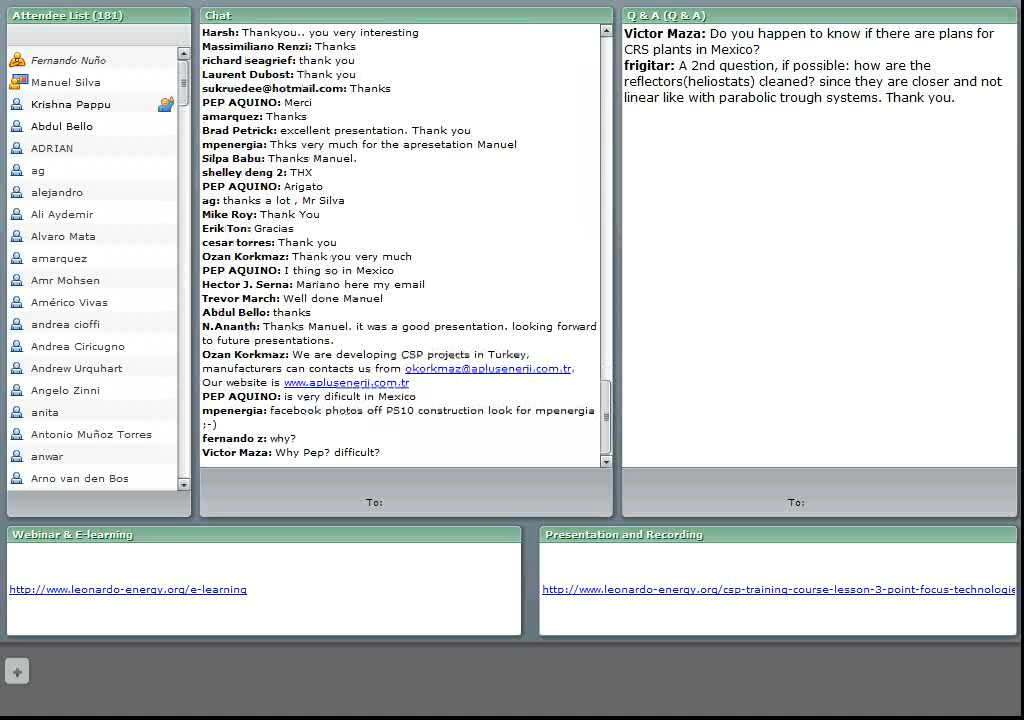 Attendee List (181)
Fernando Nuño
Manuel Silva
Krishna Pappu
Abdul Bello
ADRIAN
ag
alejandro
Ali Aydemir
Alvaro Mata
amarquez
Amr Mohsen
Américo Vivas
andrea cioffi
Andrea Ciricugno
Andrew Urquhart
Angelo Zinni
anita
Antonio Muñoz Torres
anwar
Arno van den Bos
Chat
Harsh: Thankyou.. you very interesting
Massimiliano Renzi: Thanks
richard seagrief: thank you
Laurent Dubost: Thank you
sukruedee@hotmail.com: Thanks
PEP AQUINO: Merci
amarquez: Thanks
Brad Petrick: excellent presentation. Thank you
mpenergia: Thks very much for the apresetation Manuel
Silpa Babu: Thanks Manuel.
shelley deng 2: THX
PEP AQUINO: Arigato
ag: thanks a lot , Mr Silva
Mike Roy: Thank You
Erik Ton: Gracias
cesar torres: Thank you
Ozan Korkmaz: Thank you very much
PEP AQUINO: I thing so in Mexico
Hector J. Serna: Mariano here my email
Trevor March: Well done Manuel
Abdul Bello: thanks
N.Ananth: Thanks Manuel. it was a good presentation. looking forward
to future presentations.
Ozan Korkmaz: We are developing CSP projects in Turkey,
manufacturers can contacts us from okorkmaz@aplusenerji.com.tr.
Our website is www.aplusenerji.com.tr
PEP AQUINO: is very dificult in Mexico
mpenergia: facebook photos off PS10 construction look for mpenergia
;-)
fernando z: why?
Victor Maza: Why Pep? difficult?
To:
Q & A (Q & A)
Victor Maza: Do you happen to know if there are plans for
CRS plants in Mexico?
frigitar: A 2nd question, if possible: how are the
reflectors(heliostats) cleaned? since they are closer and not
linear like with parabolic trough systems. Thank you.
To:
Webinar & E-learning
http://www.leonardo-energy.org/e-learning
Presentation and Recording
http://www.leonardo-energy.org/csp-training-course-lesson-3-point-focus-technologie